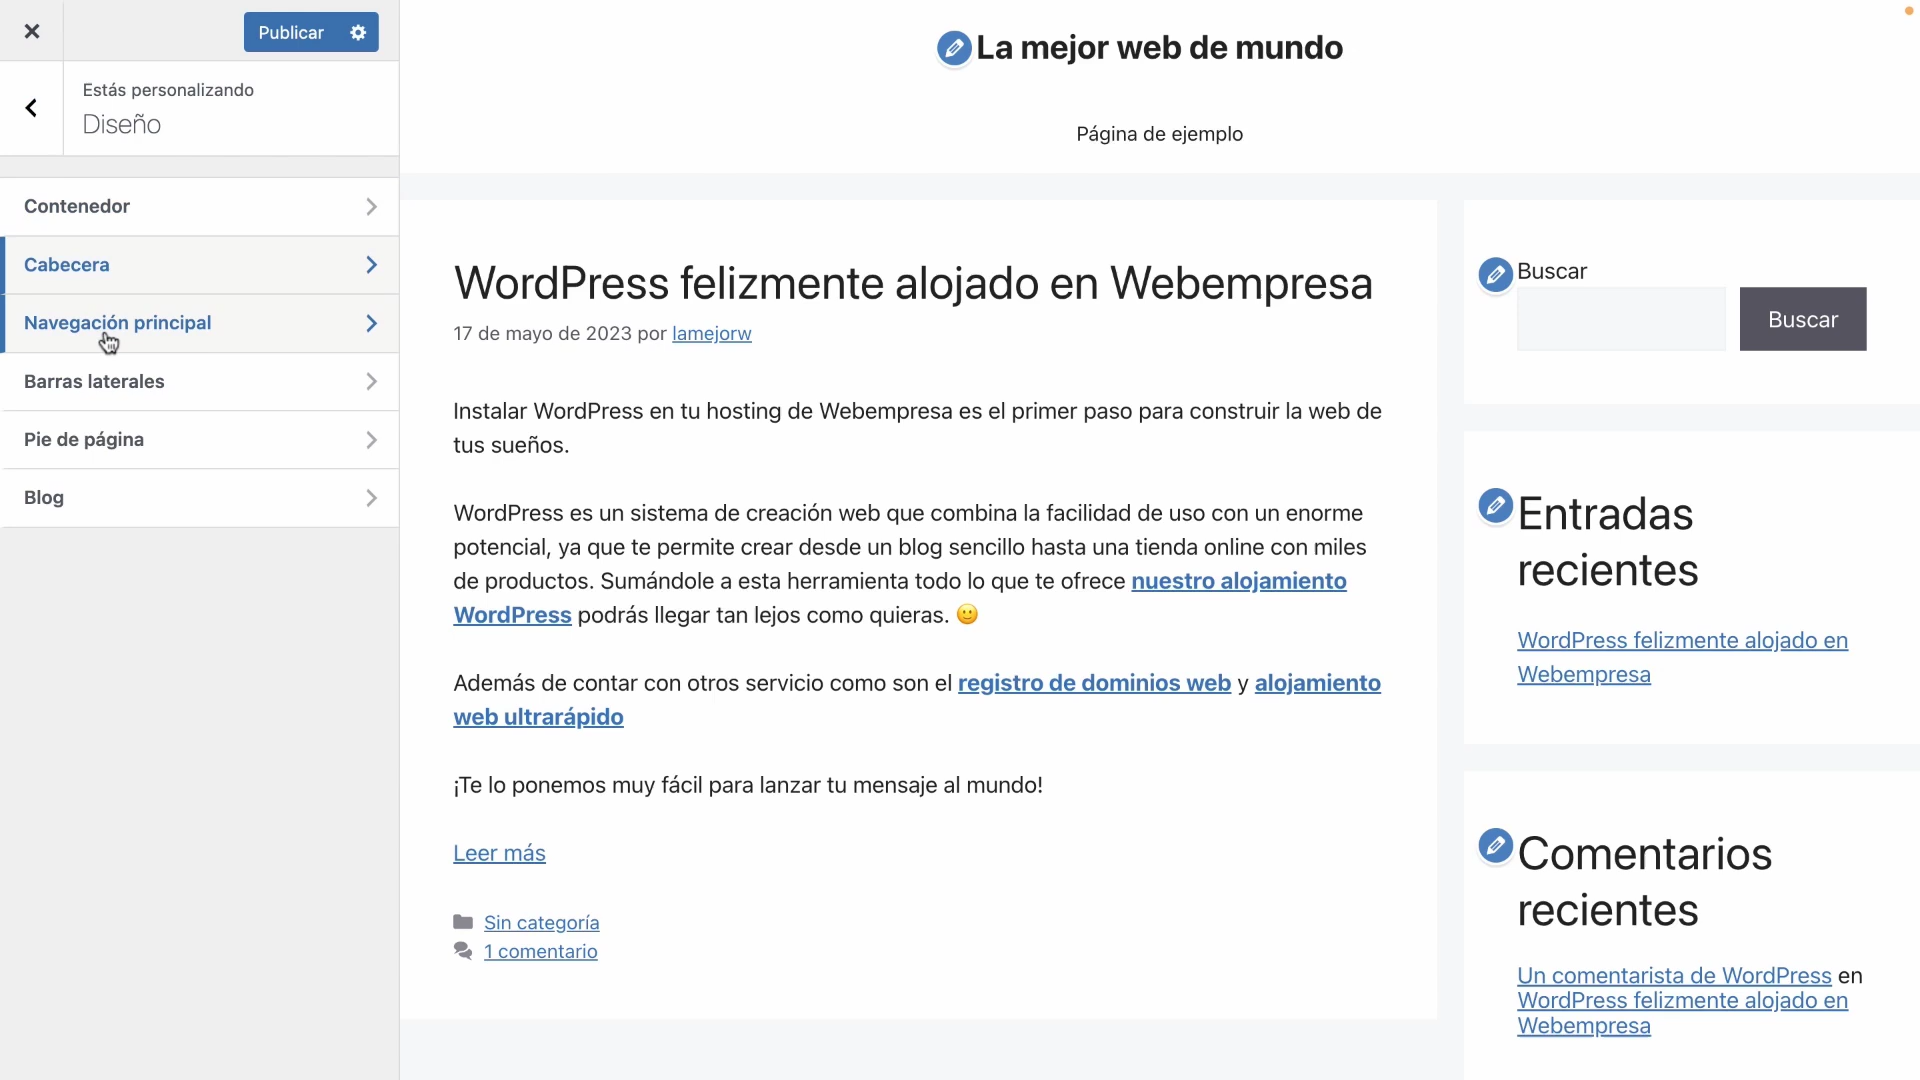 Publicar
Estás personalizando
Diseño
Contenedor
Cabecera
Navegación principal
Barras laterales
Pie de página
Blog
La mejor web de mundo
Página de ejemplo
WordPress felizmente alojado en Webempresa
17 de mayo de 2023 por lamejorw
Instalar WordPress en tu hosting de Webempresa es el primer paso para construir la web de
tus sueños.
WordPress es un sistema de creación web que combina la facilidad de uso con un enorme
potencial, ya que te permite crear desde un blog sencillo hasta una tienda online con miles
de productos. Sumándole a esta herramienta todo lo que te ofrece nuestro alojamiento
WordPress podrás llegar tan lejos como quieras. 🙂
Además de contar con otros servicio como son el registro de dominios web y alojamiento
web ultrarápido
¡Te lo ponemos muy fácil para lanzar tu mensaje al mundo!
Leer más
Sin categoría
1 comentario
Buscar
Buscar
Entradas
recientes
WordPress felizmente alojado en
Webempresa
Comentarios
recientes
Un comentarista de WordPress en
WordPress felizmente alojado en
Webempresa